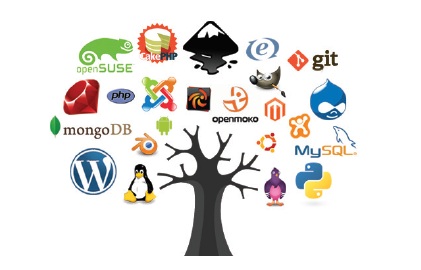 openSUSE
CakePHP
e
git
php
openmoko
mongoDB
MySQL
W